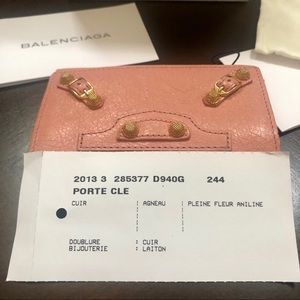 BALENCIAGA
2013 3 285377 D940G 244
PORTE CLE
CUIR : AGNEAU : PLEINE FLEUR ANILINE
DOUBLURE : CUIR
BIJOUTERIE : LAITON